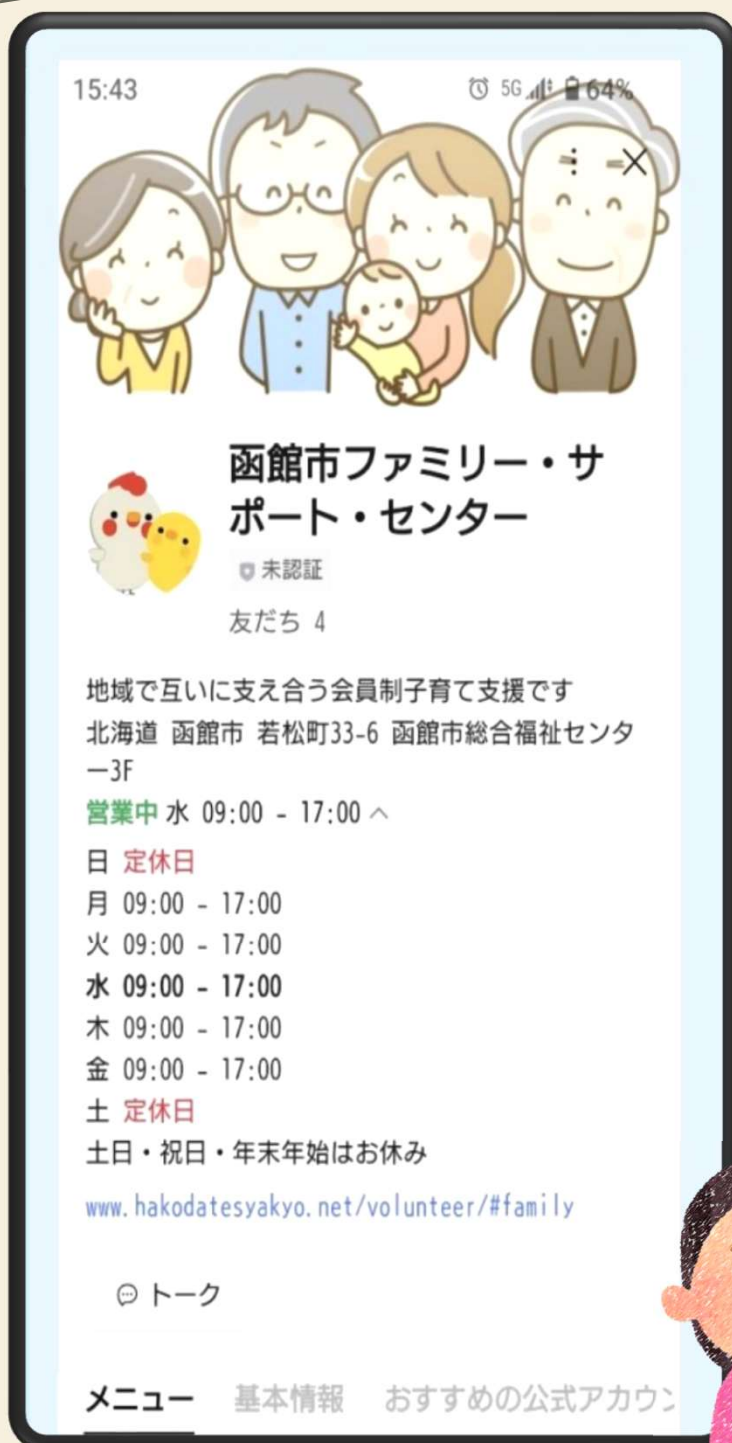 15:43 5G 64%
函館市ファミリー・サ
ポート・センター
未認証
友だち 4
地域で互いに支え合う会員制子育て支援です
北海道 函館市 若松町33-6 函館市総合福祉センタ
ー3F
営業中 水 09:00 - 17:00
日 定休日
月 09:00 - 17:00
火 09:00 - 17:00
水 09:00 - 17:00
木 09:00 - 17:00
金 09:00 - 17:00
土 定休日
土日・祝日・年末年始はお休み
www.hakodatesyakyo.net/volunteer/#family
トーク
メニュー 基本情報 おすすめの公式アカウン